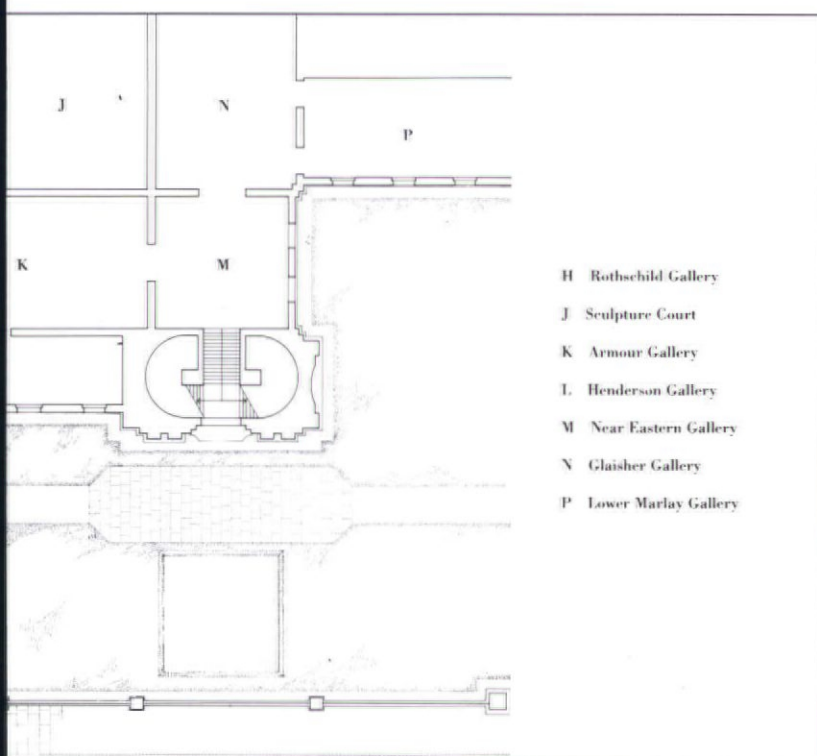 J
N
P
K
M
H Rothschild Gallery
J Sculpture Court
K Armour Gallery
L Henderson Gallery
M Near Eastern Gallery
N Glaisher Gallery
P Lower Marlay Gallery